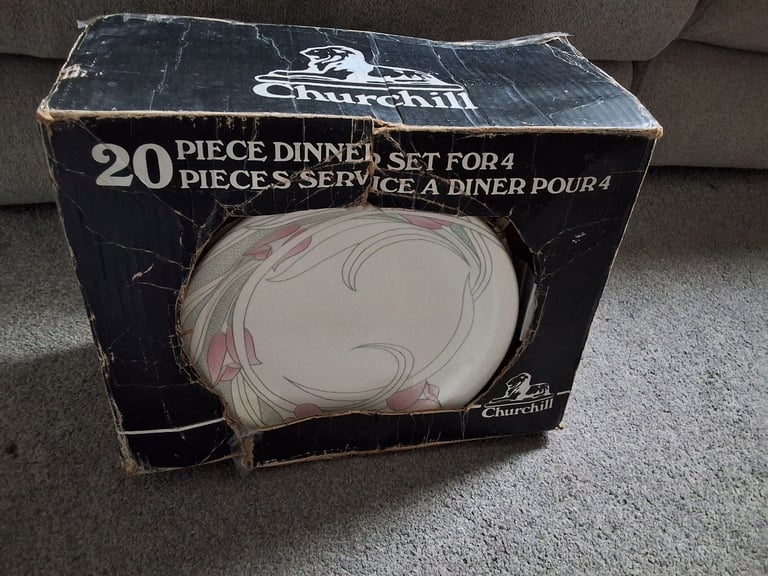 Churchill
20 PIECE DINNER SET FOR 4
PIECES SERVICE A DINER POUR 4
Churchill